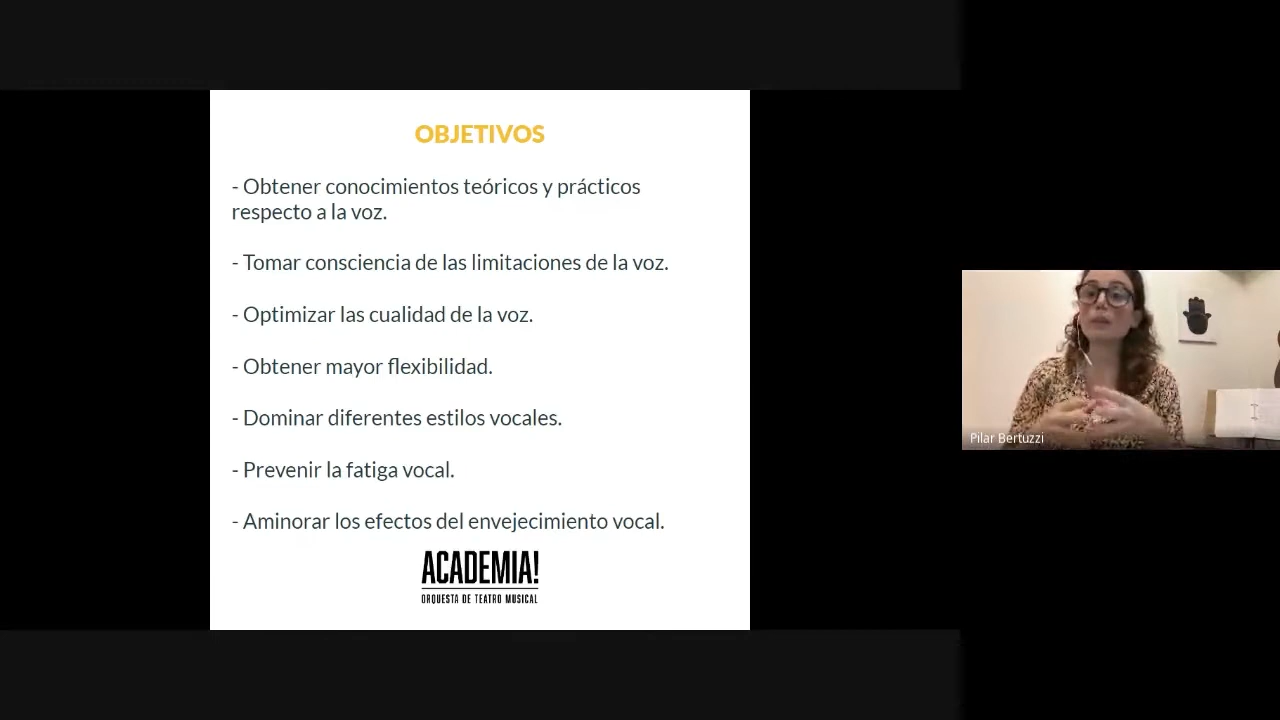 OBJETIVOS
- Obtener conocimientos teóricos y prácticos
respecto a la voz.
- Tomar consciencia de las limitaciones de la voz.
- Optimizar las cualidad de la voz.
- Obtener mayor flexibilidad.
- Dominar diferentes estilos vocales.
- Prevenir la fatiga vocal.
- Aminorar los efectos del envejecimiento vocal.
ACADEMIA!
ORQUESTA DE TEATRO MUSICAL
Pilar Bertuzzi